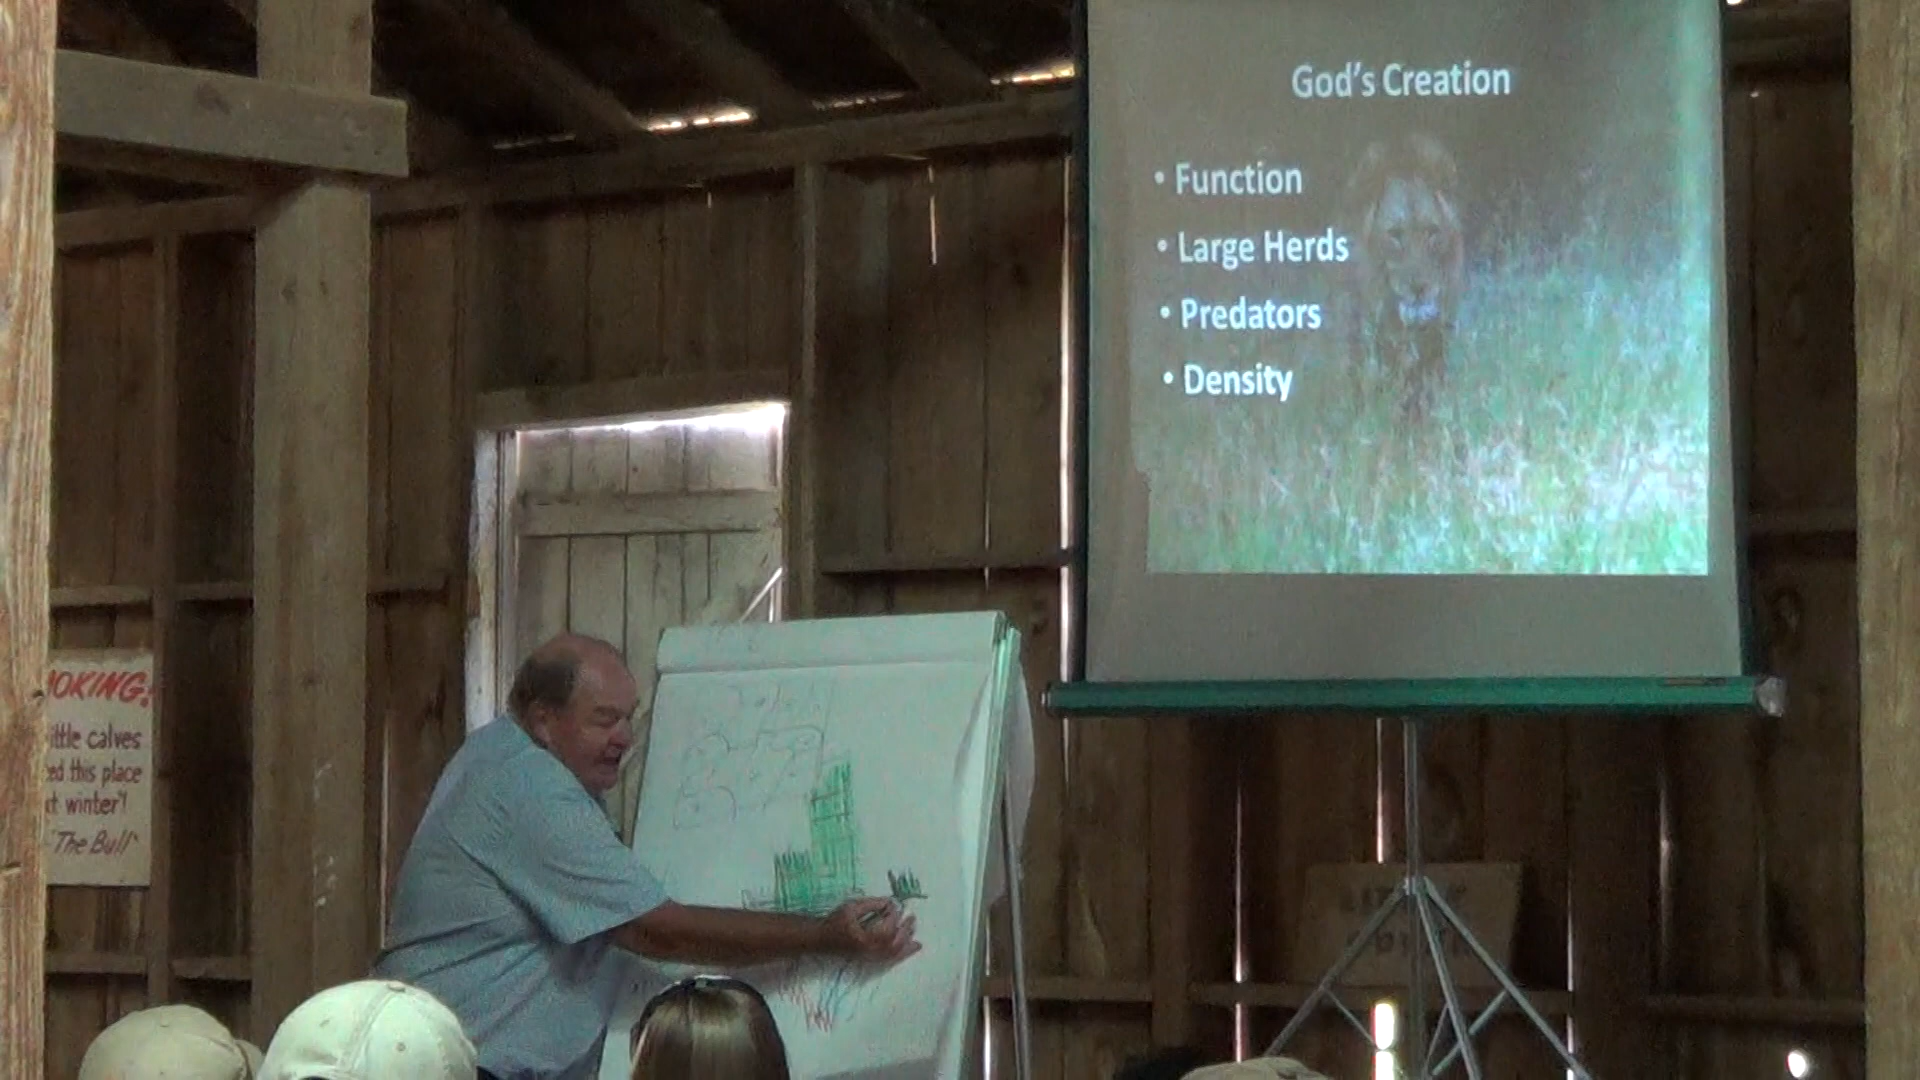 God's Creation
• Function
• Large Herds
• Predators
• Density
OKING!
ittle calves
ed this place
t winter"!
"The Bull"